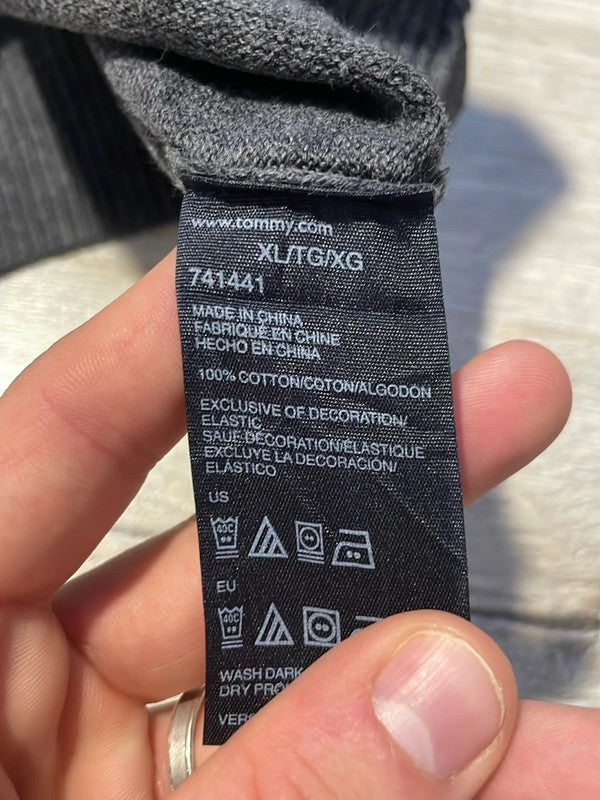 www.tommy.com
XL/TG/XG
741441
MADE IN CHINA
FABRIQUÉ EN CHINE
HECHO EN CHINA
100% COTTON/COTON/ALGODON
EXCLUSIVE OF DECORATION/
ELASTIC
SAUF DÉCORATION/ÉLASTIQUE
EXCLUYE LA DECORACIÓN/
ELÁSTICO
US
40C
EU
40C
WASH DARK
DRY